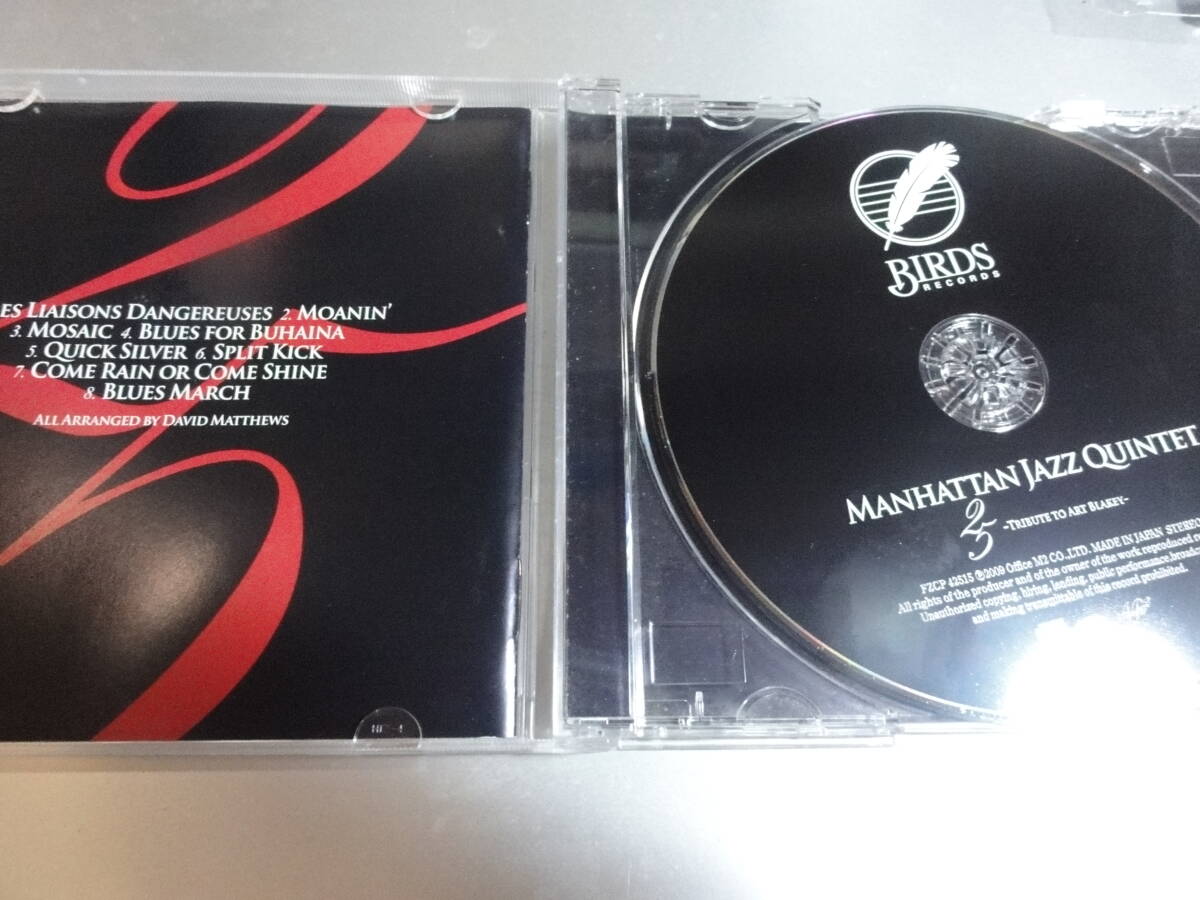 ES LIAISONS DANGEREUSES 2. MOANIN'
3. MOSAIC 4. BLUES FOR BUHAINA
5. QUICK SILVER 6. SPLIT KICK
7. COME RAIN OR COME SHINE
8. BLUES MARCH
ALL ARRANGED BY DAVID MATTHEWS
BIRDS
RECORDS
MANHATTAN JAZZ QUINTET
25 -TRIBUTE TO ART BLAKEY-
FZCP 42515 ℗2009 Office M2 CO.,LTD. MADE IN JAPAN STEREO
All rights of the producer and of the owner of the work reproduced re
Unauthorized copying, hiring, lending, public performance,broad
and making transmittable of this record prohibited.